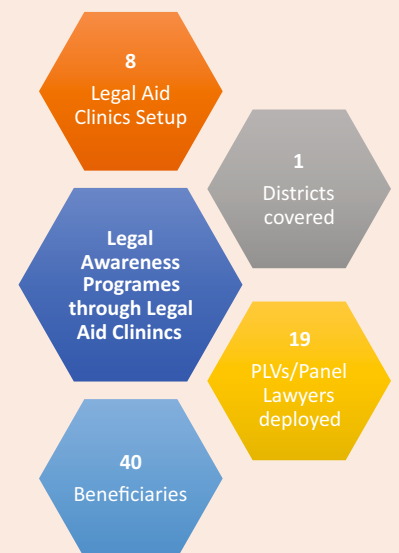 8
Legal Aid
Clinics Setup
1
Districts
covered
Legal
Awareness
Programes
through Legal
Aid Clinincs
19
PLVs/Panel
Lawyers
deployed
40
Beneficiaries